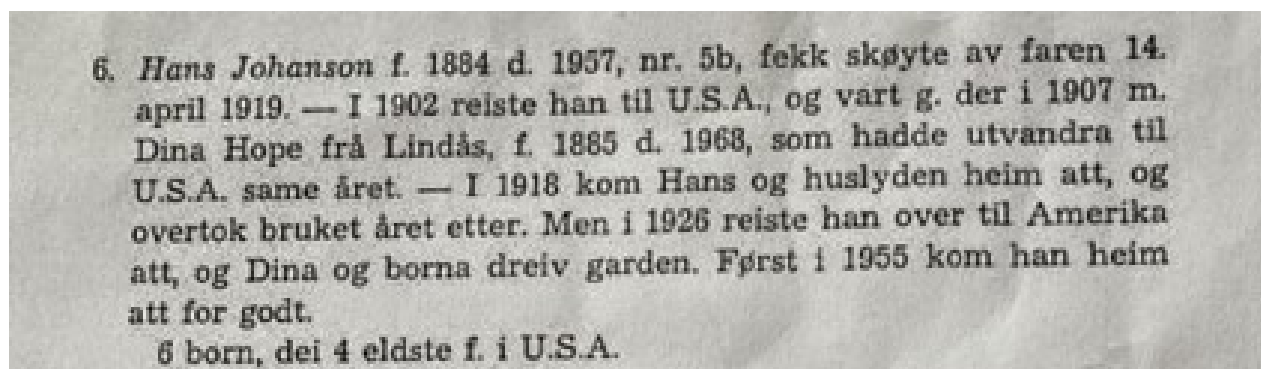 6. Hans Johanson f. 1884 d. 1957, nr. 5b, fekk skøyte av faren 14.
april 1919. — I 1902 reiste han til U.S.A., og vart g. der i 1907 m.
Dina Hope frå Lindås, f. 1885 d. 1968, som hadde utvandra til
U.S.A. same året. — I 1918 kom Hans og huslyden heim att, og
overtok bruket året etter. Men i 1926 reiste han over til Amerika
att, og Dina og borna dreiv garden. Først i 1955 kom han heim
att for godt.
6 born, dei 4 eldste f. i U.S.A.